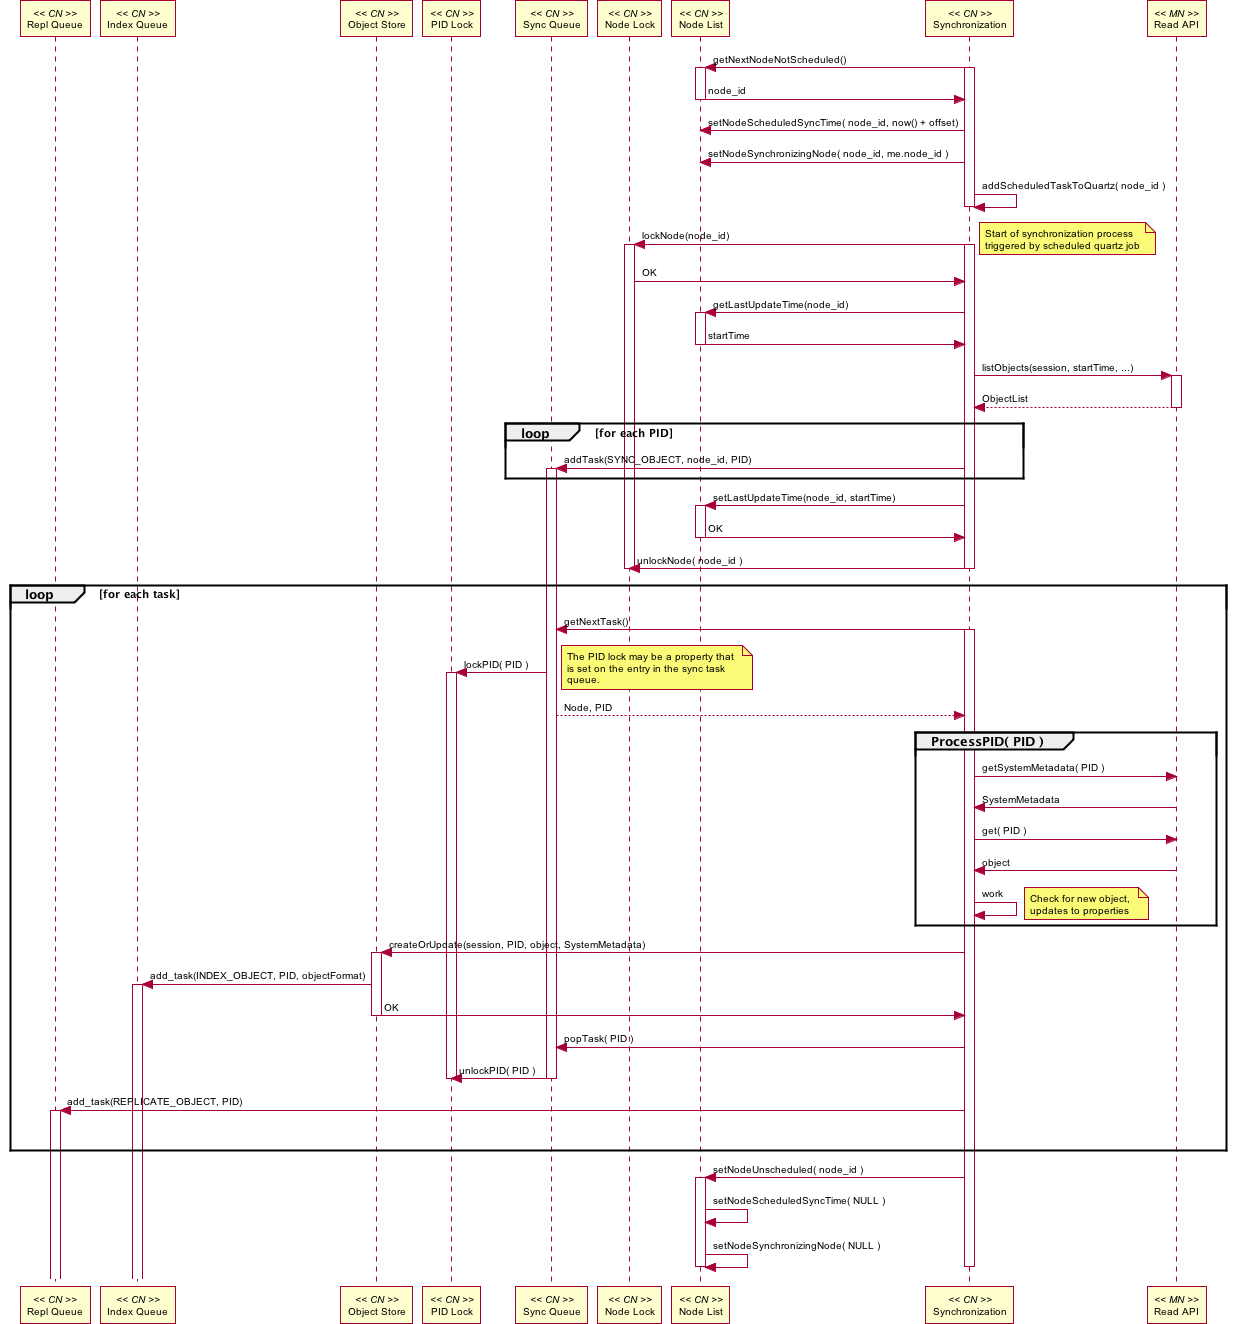 << CN >>
Repl Queue
<< CN >>
Index Queue
<< CN >>
Object Store
<< CN >>
PID Lock
<< CN >>
Sync Queue
<< CN >>
Node Lock
<< CN >>
Node List
<< CN >>
Synchronization
<< MN >>
Read API
getNextNodeNotScheduled()
node_id
setNodeScheduledSyncTime( node_id, now() + offset)
setNodeSynchronizingNode( node_id, me.node_id )
addScheduledTaskToQuartz( node_id )
Start of synchronization process
triggered by scheduled quartz job
lockNode(node_id)
OK
getLastUpdateTime(node_id)
startTime
listObjects(session, startTime, ...)
ObjectList
loop [for each PID]
addTask(SYNC_OBJECT, node_id, PID)
setLastUpdateTime(node_id, startTime)
OK
unlockNode( node_id )
loop [for each task]
getNextTask()
The PID lock may be a property that
is set on the entry in the sync task
queue.
lockPID( PID )
Node, PID
ProcessPID( PID )
getSystemMetadata( PID )
SystemMetadata
get( PID )
object
work
Check for new object,
updates to properties
createOrUpdate(session, PID, object, SystemMetadata)
add_task(INDEX_OBJECT, PID, objectFormat)
OK
popTask( PID )
unlockPID( PID )
add_task(REPLICATE_OBJECT, PID)
setNodeUnscheduled( node_id )
setNodeScheduledSyncTime( NULL )
setNodeSynchronizingNode( NULL )
<< CN >>
Repl Queue
<< CN >>
Index Queue
<< CN >>
Object Store
<< CN >>
PID Lock
<< CN >>
Sync Queue
<< CN >>
Node Lock
<< CN >>
Node List
<< CN >>
Synchronization
<< MN >>
Read API